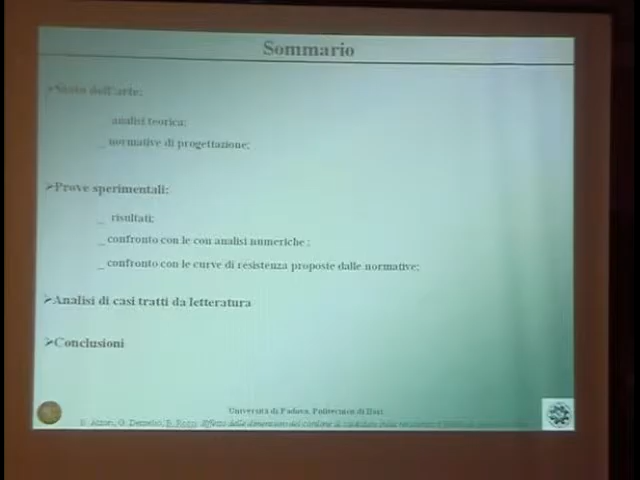 Sommario
➢Stato dell'arte:
analisi teorica;
_ normative di progettazione;
➢Prove sperimentali:
_ risultati;
_ confronto con le con analisi numeriche ;
_ confronto con le curve di resistenza proposte dalle normative;
➢Analisi di casi tratti da letteratura
➢Conclusioni
Università di Padova, Politecnico di Bari